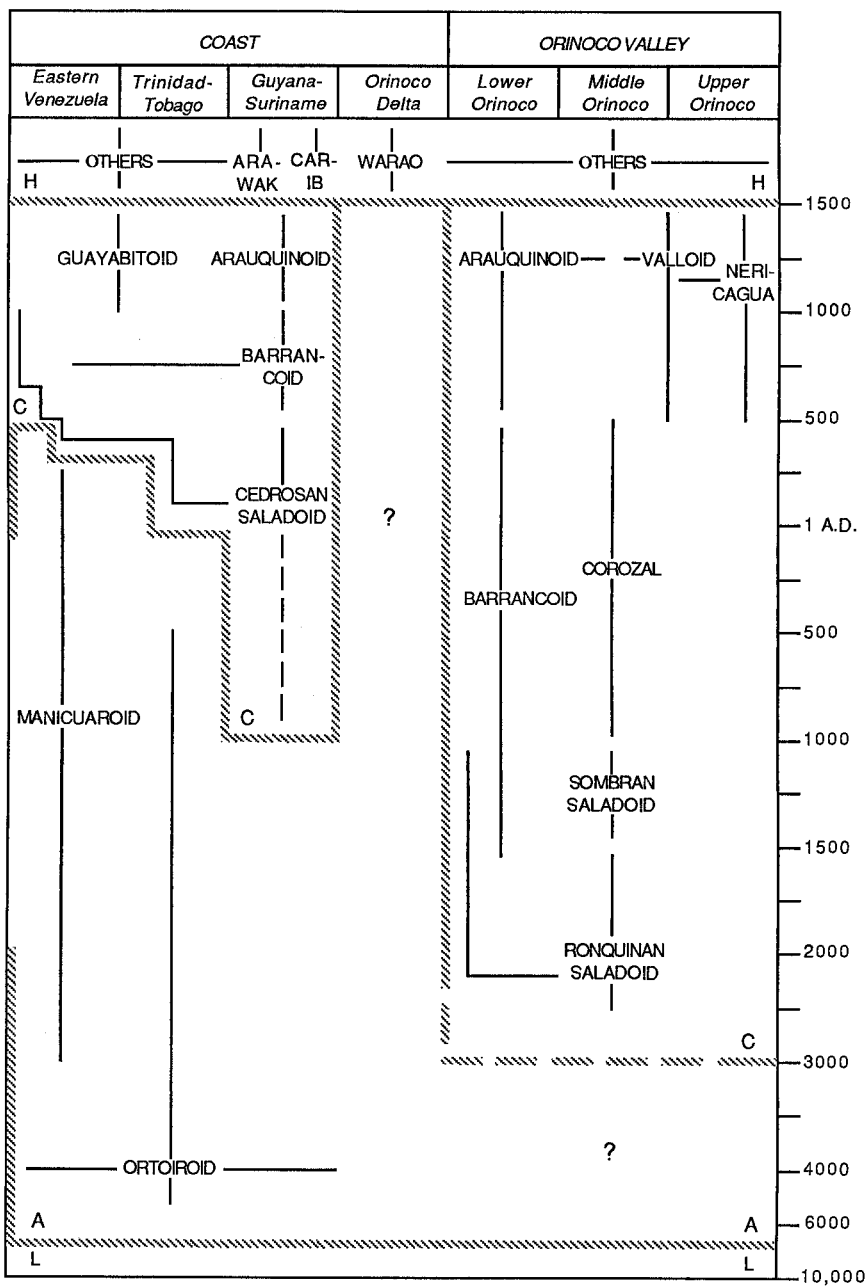 COAST
ORINOCO VALLEY
Eastern
Venezuela
Trinidad-
Tobago
Guyana-
Suriname
Orinoco
Delta
Lower
Orinoco
Middle
Orinoco
Upper
Orinoco
OTHERS
ARA-
WAK
CAR-
IB
WARAO
OTHERS
H
H
1500
GUAYABITOID
ARAUQUINOID
ARAUQUINOID
VALLOID
NERI-
CAGUA
1000
BARRAN-
COID
C
500
CEDROSAN
SALADOID
?
1 A.D.
COROZAL
BARRANCOID
500
MANICUAROID
C
1000
SOMBRAN
SALADOID
1500
RONQUINAN
SALADOID
2000
C
3000
?
ORTOIROID
4000
A
A
6000
L
L
10,000